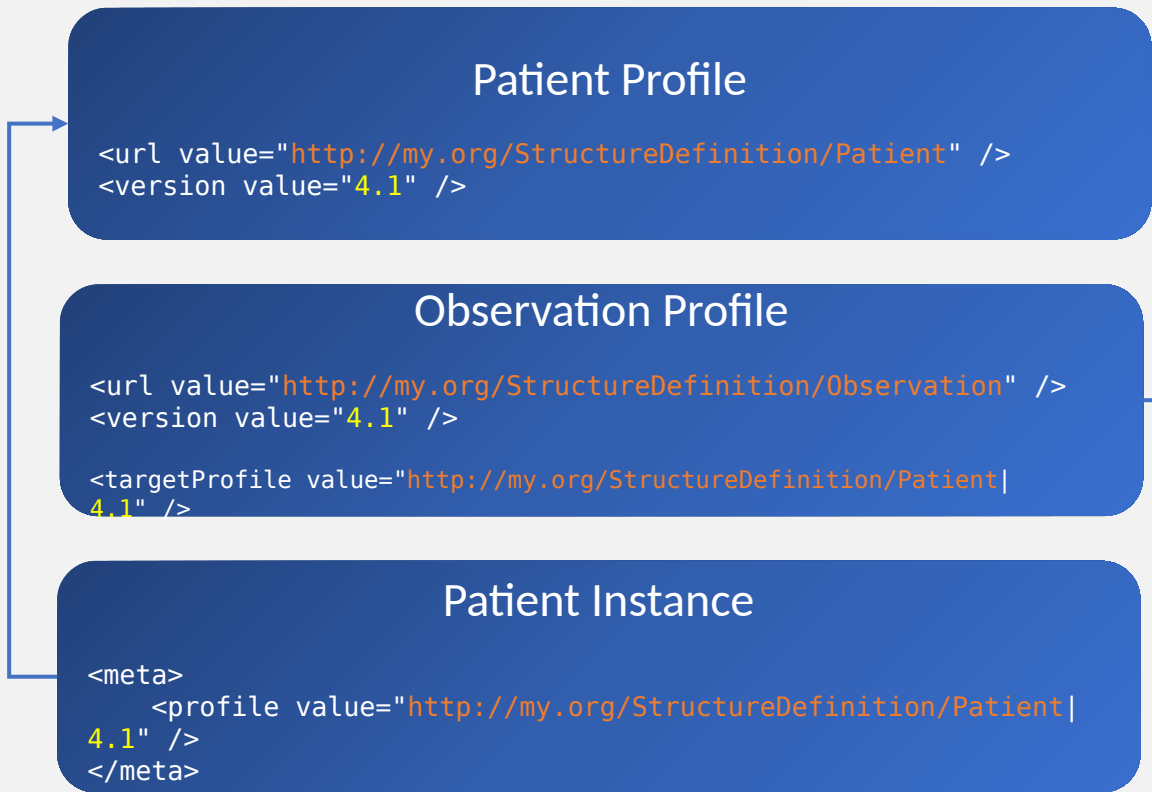 Patient Profile
<url value="http://my.org/StructureDefinition/Patient" />
<version value="4.1" />
Observation Profile
<url value="http://my.org/StructureDefinition/Observation" />
<version value="4.1" />
<targetProfile value="http://my.org/StructureDefinition/Patient|
4.1" />
Patient Instance
<meta>
    <profile value="http://my.org/StructureDefinition/Patient|
4.1" />
</meta>